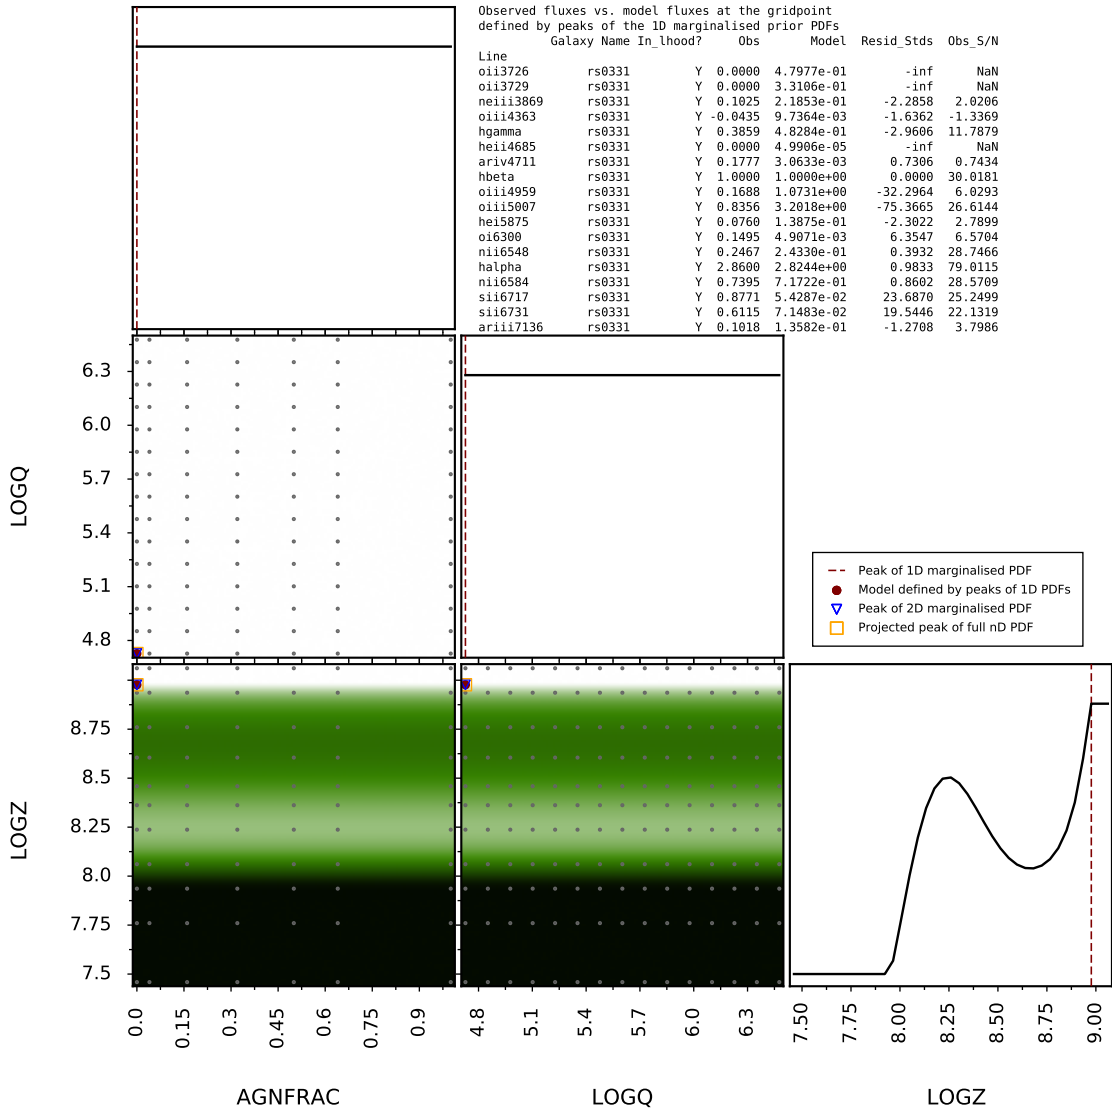 Observed fluxes vs. model fluxes at the gridpoint
defined by peaks of the 1D marginalised prior PDFs
Galaxy Name In_lhood? Obs Model Resid_Stds Obs_S/N
Line
oii3726 rs0331 Y 0.0000 4.7977e-01 -inf NaN
oii3729 rs0331 Y 0.0000 3.3106e-01 -inf NaN
neiii3869 rs0331 Y 0.1025 2.1853e-01 -2.2858 2.0206
oiii4363 rs0331 Y -0.0435 9.7364e-03 -1.6362 -1.3369
hgamma rs0331 Y 0.3859 4.8284e-01 -2.9606 11.7879
heii4685 rs0331 Y 0.0000 4.9906e-05 -inf NaN
ariv4711 rs0331 Y 0.1777 3.0633e-03 0.7306 0.7434
hbeta rs0331 Y 1.0000 1.0000e+00 0.0000 30.0181
oiii4959 rs0331 Y 0.1688 1.0731e+00 -32.2964 6.0293
oiii5007 rs0331 Y 0.8356 3.2018e+00 -75.3665 26.6144
hei5875 rs0331 Y 0.0760 1.3875e-01 -2.3022 2.7899
oi6300 rs0331 Y 0.1495 4.9071e-03 6.3547 6.5704
nii6548 rs0331 Y 0.2467 2.4330e-01 0.3932 28.7466
halpha rs0331 Y 2.8600 2.8244e+00 0.9833 79.0115
nii6584 rs0331 Y 0.7395 7.1722e-01 0.8602 28.5709
sii6717 rs0331 Y 0.8771 5.4287e-02 23.6870 25.2499
sii6731 rs0331 Y 0.6115 7.1483e-02 19.5446 22.1319
ariii7136 rs0331 Y 0.1018 1.3582e-01 -1.2708 3.7986
LOGQ
6.3
6.0
5.7
5.4
5.1
4.8
Peak of 1D marginalised PDF
Model defined by peaks of 1D PDFs
Peak of 2D marginalised PDF
Projected peak of full nD PDF
LOGZ
8.75
8.5
8.25
8.0
7.75
7.5
0.0 0.15 0.3 0.45 0.6 0.75 0.9
4.8 5.1 5.4 5.7 6.0 6.3
7.50 7.75 8.00 8.25 8.50 8.75 9.00
AGNFRAC LOGQ LOGZ